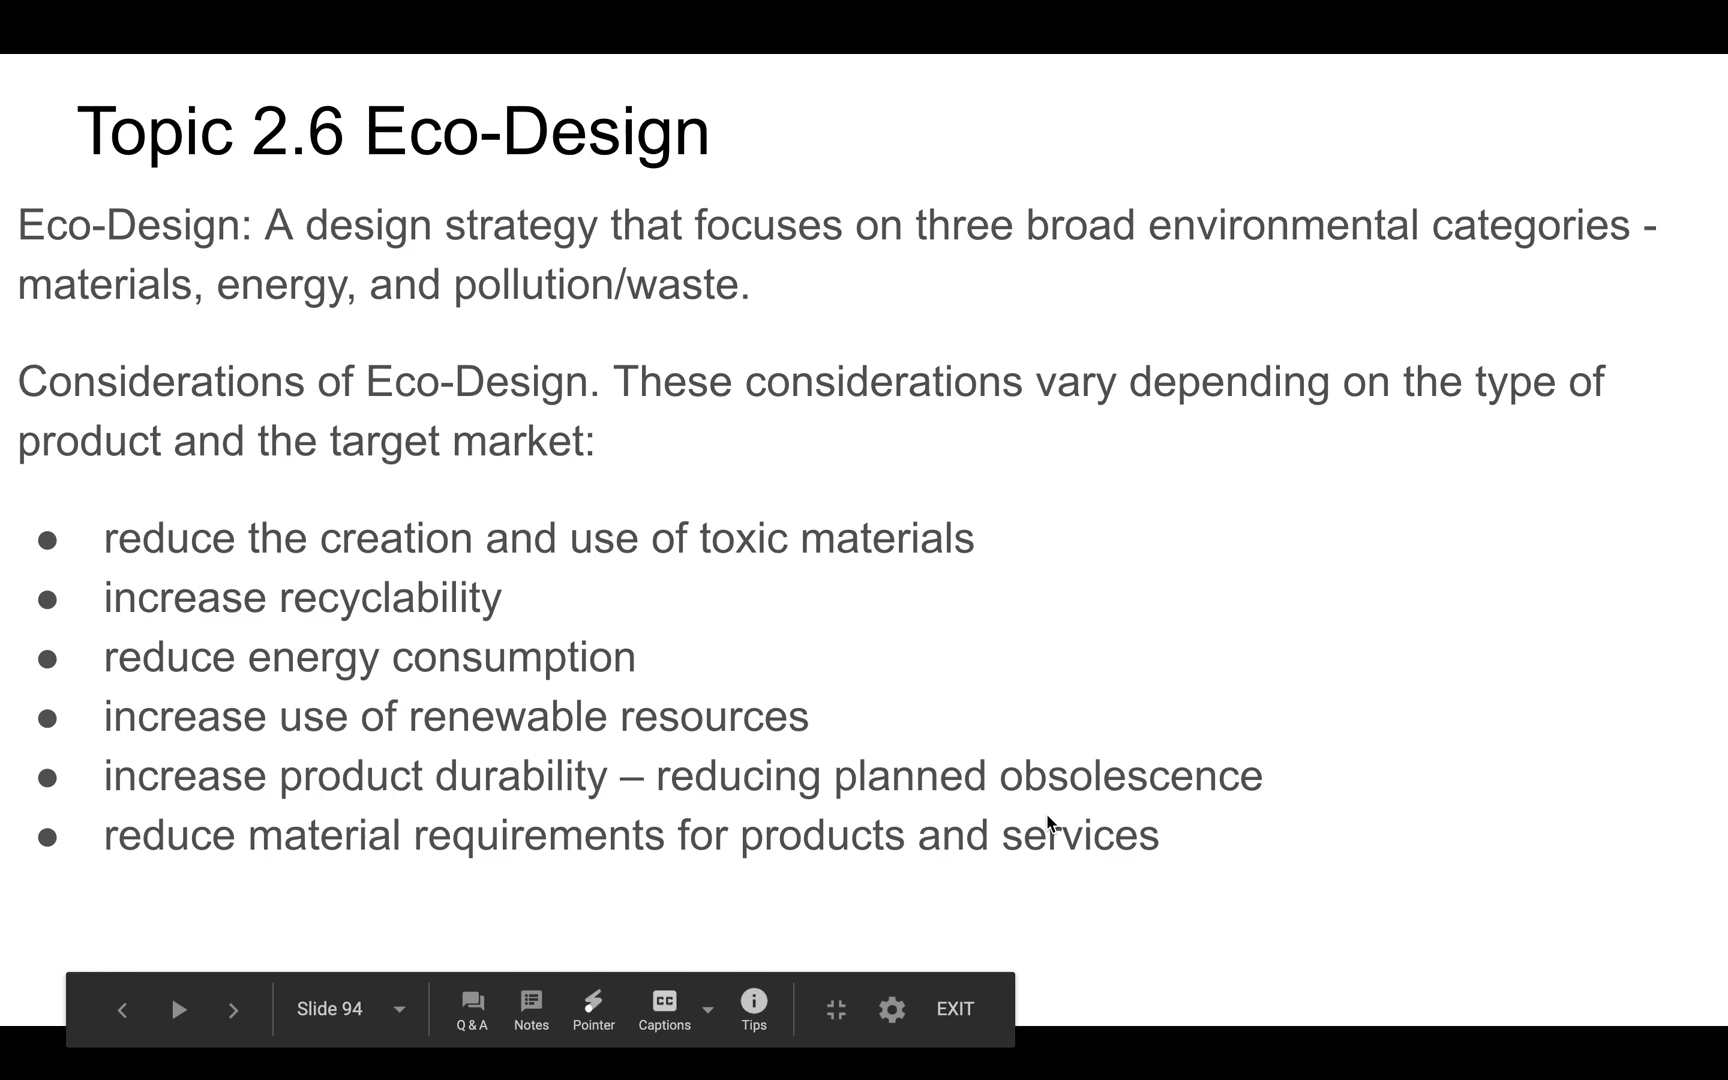 Topic 2.6 Eco-Design
Eco-Design: A design strategy that focuses on three broad environmental categories -
materials, energy, and pollution/waste.
Considerations of Eco-Design. These considerations vary depending on the type of
product and the target market:
● reduce the creation and use of toxic materials
● increase recyclability
● reduce energy consumption
● increase use of renewable resources
● increase product durability – reducing planned obsolescence
● reduce material requirements for products and services
Slide 94
Q & A
Notes
Pointer
CC
Captions
Tips
EXIT